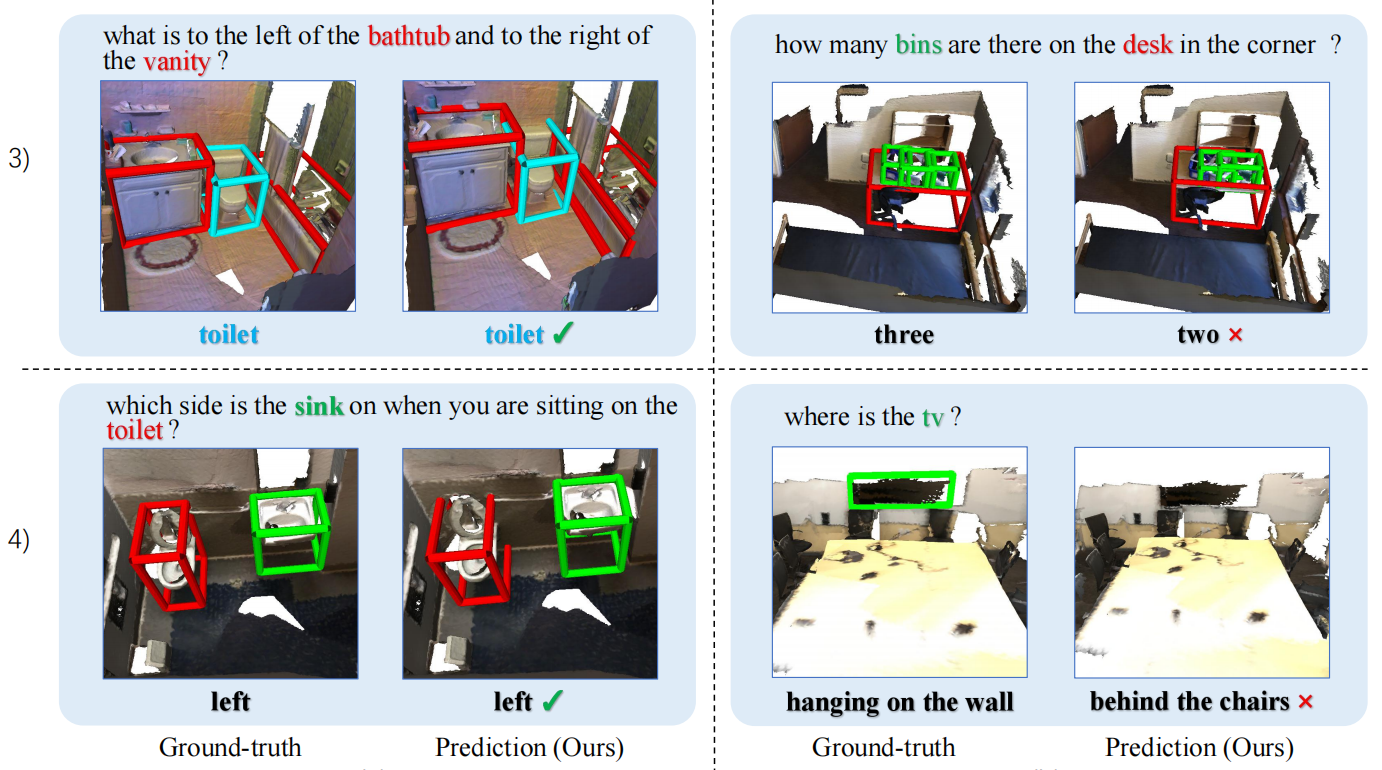 3)
what is to the left of the bathtub and to the right of
the vanity ?
toilet
toilet ✓
how many bins are there on the desk in the corner ?
three
two ×
4)
which side is the sink on when you are sitting on the
toilet ?
left
left ✓
where is the tv ?
hanging on the wall
behind the chairs ×
Ground-truth
Prediction (Ours)
Ground-truth
Prediction (Ours)